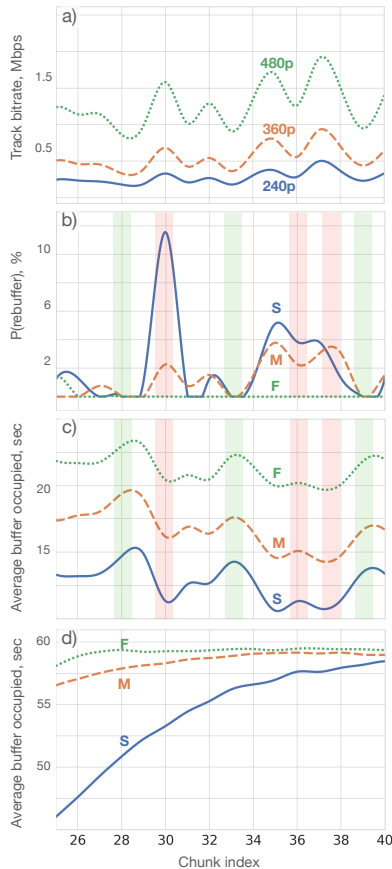 a)
Track bitrate, Mbps
1.5
0.5
480p
360p
240p
b)
P(rebuffer), %
10
6
2
S
M
F
c)
Average buffer occupied, sec
20
15
F
M
S
d)
Average buffer occupied, sec
60
55
50
F
M
S
26 28 30 32 34 36 38 40
Chunk index